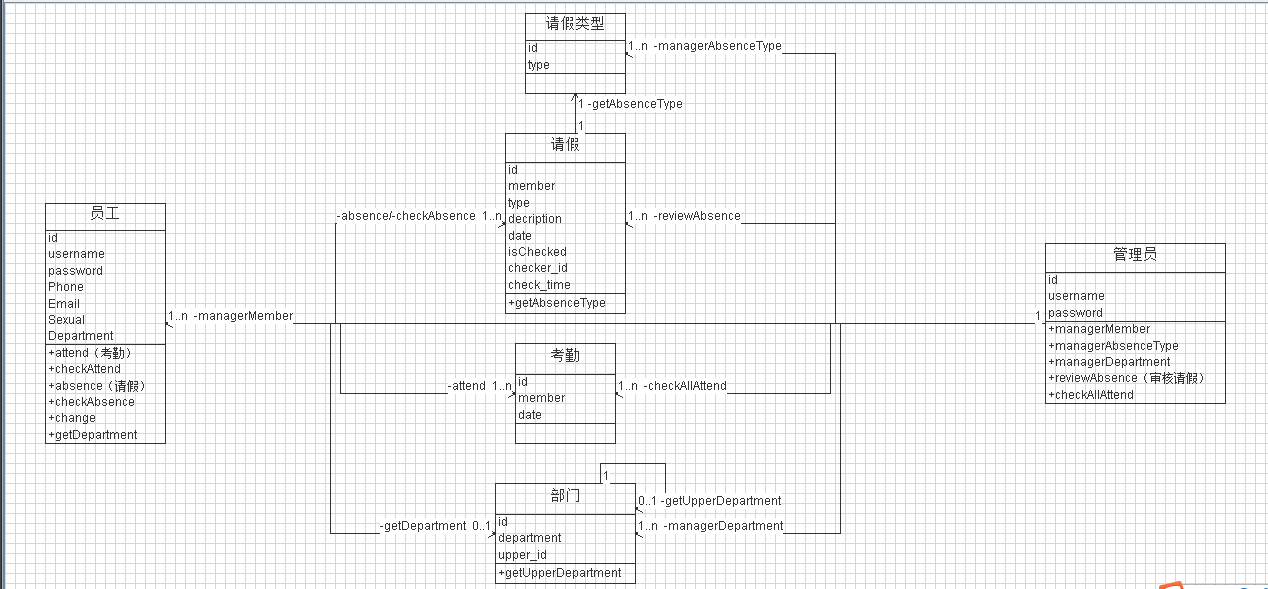 请假类型
id
type
1..n -managerAbsenceType
1 -getAbsenceType
1
请假
id
member
type
decription
date
isChecked
checker_id
check_time
+getAbsenceType
-absence/-checkAbsence 1..n
1..n -reviewAbsence
员工
id
username
password
Phone
Email
Sexual
Department
+attend（考勤）
+checkAttend
+absence（请假）
+checkAbsence
+change
+getDepartment
1..n -managerMember
管理员
id
username
password
+managerMember
+managerAbsenceType
+managerDepartment
+reviewAbsence（审核请假）
+checkAllAttend
1
考勤
id
member
date
-attend 1..n
1..n -checkAllAttend
部门
id
department
upper_id
+getUpperDepartment
1
0..1 -getUpperDepartment
-getDepartment 0..1
1..n -managerDepartment